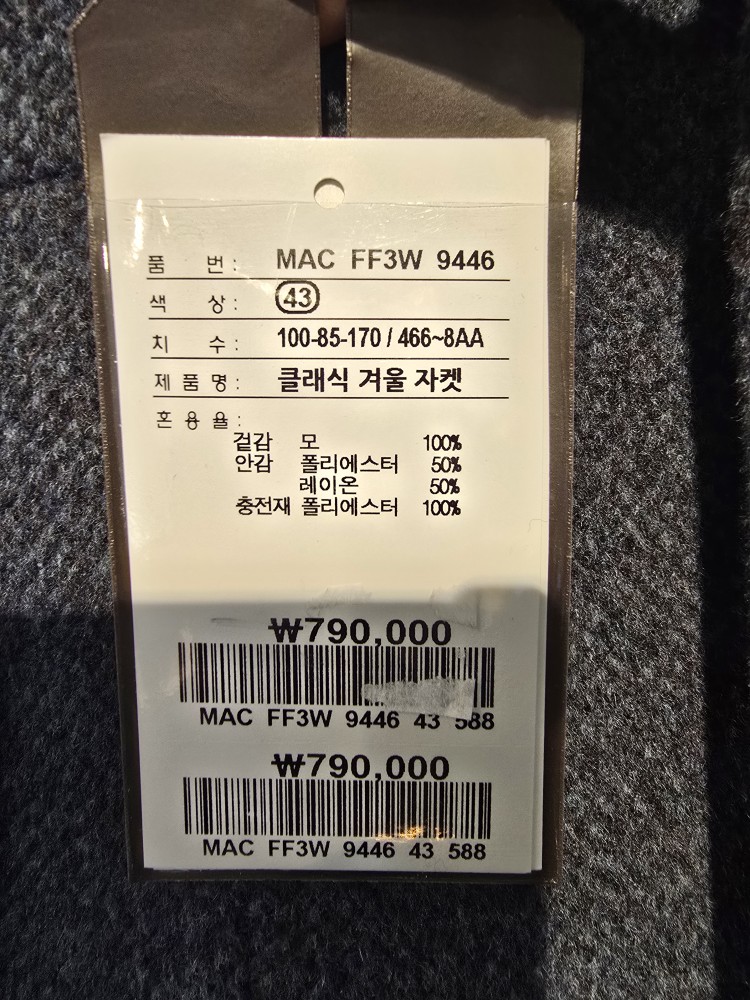 품 번 : MAC FF3W 9446
색 상 : 43
치 수 : 100-85-170 / 466~8AA
제 품 명 : 클래식 겨울 자켓
혼 용 율 :
겉감 모 100%
안감 폴리에스터 50%
레이온 50%
충전재 폴리에스터 100%
₩790,000
MAC FF3W 9446 43 588
₩790,000
MAC FF3W 9446 43 588